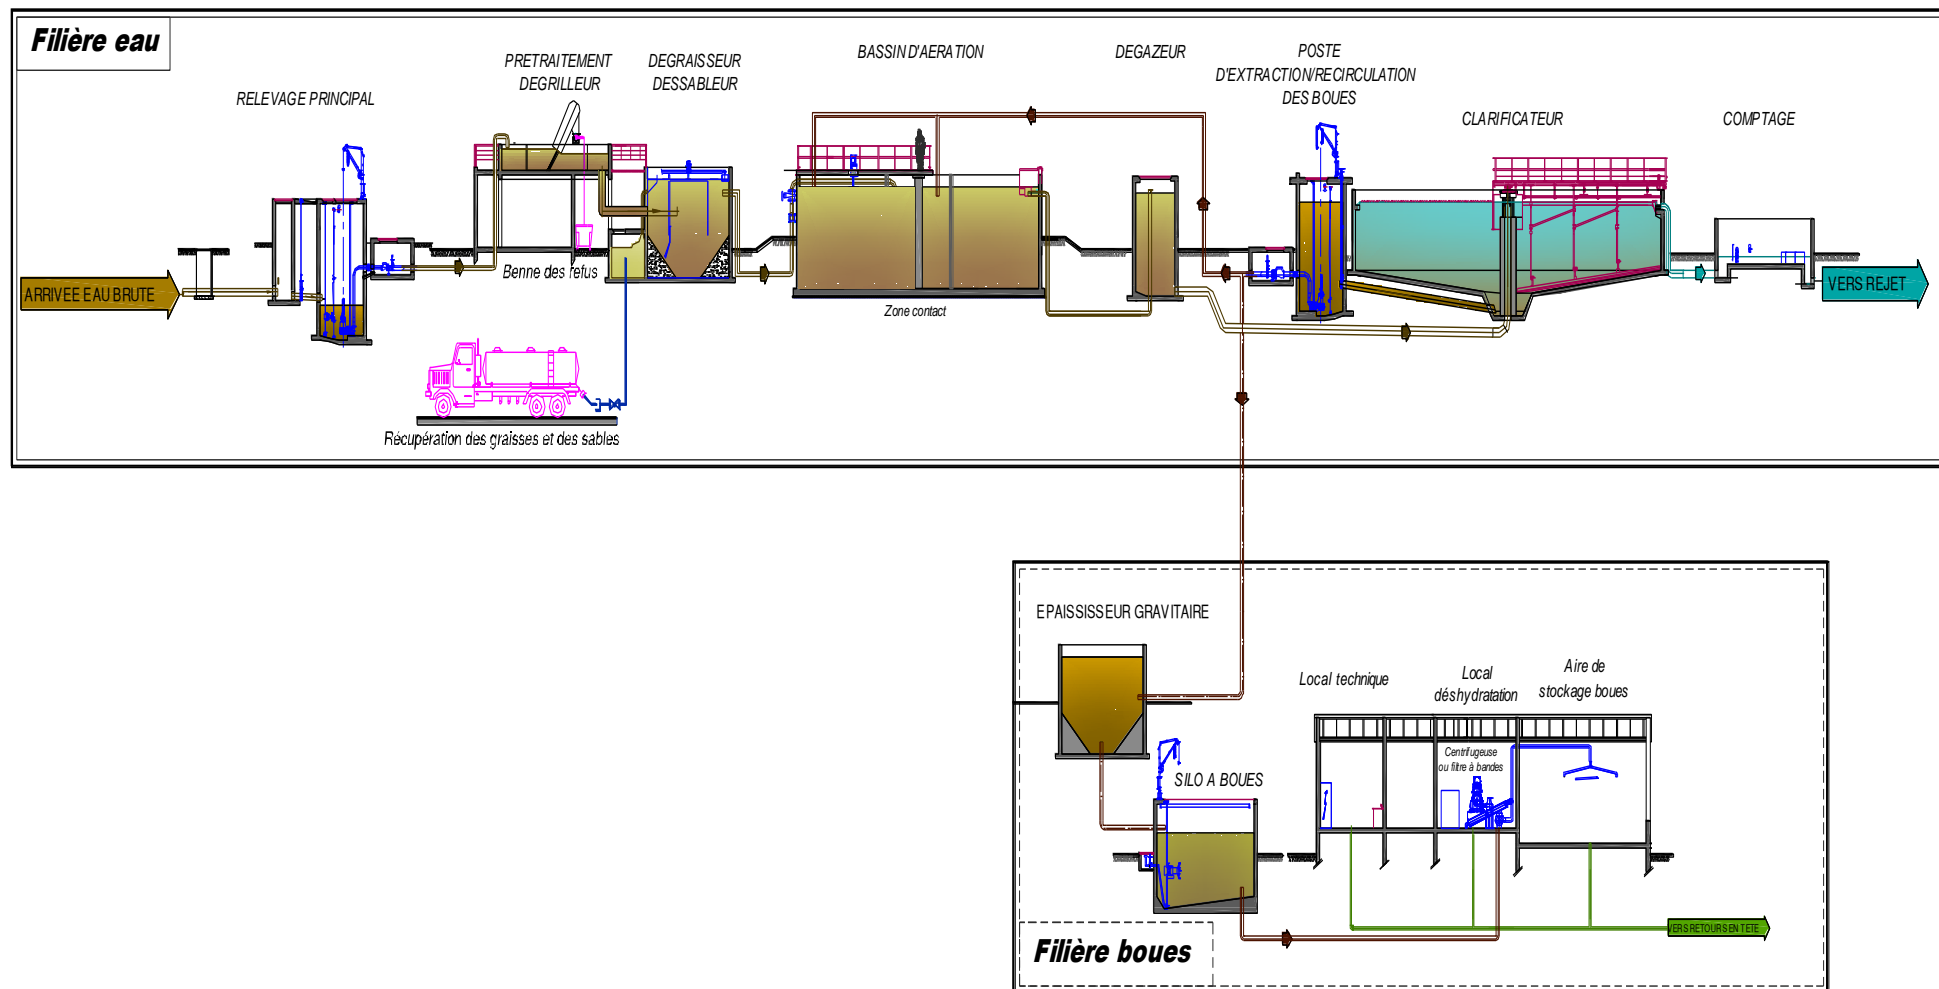 Filière eau
RELEVAGE PRINCIPAL
PRETRAITEMENT
DEGRILLEUR
DEGRAISSEUR
DESSABLEUR
BASSIN D'AERATION
DEGAZEUR
POSTE
D'EXTRACTION/RECIRCULATION
DES BOUES
CLARIFICATEUR
COMPTAGE
ARRIVEE EAU BRUTE
Benne des refus
Zone contact
VERS REJET
Récupération des graisses et des sables
EPAISSISSEUR GRAVITAIRE
SILO A BOUES
Local technique
Local
déshydratation
Aire de
stockage boues
Centrifugeuse
ou filtre à bandes
VERS RETOURS EN TETE
Filière boues